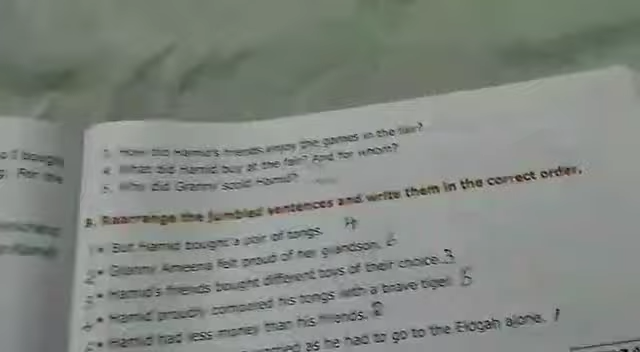 3. How did Hamid's friends enjoy the games in the fair?
4. What did Hamid buy at the fair? And for whom?
5. Why did Granny scold Hamid?
B. Rearrange the jumbled sentences and write them in the correct order.
1 • But Hamid bought a pair of tongs. 4
2 • Granny Ameena felt proud of her grandson. 6
3 • Hamid's friends bought different toys of their choice. 3
4 • Hamid proudly compared his tongs with a brave tiger. 5
• Hamid had less money than his friends. 2
as he had to go to the Eidgah alone. 1